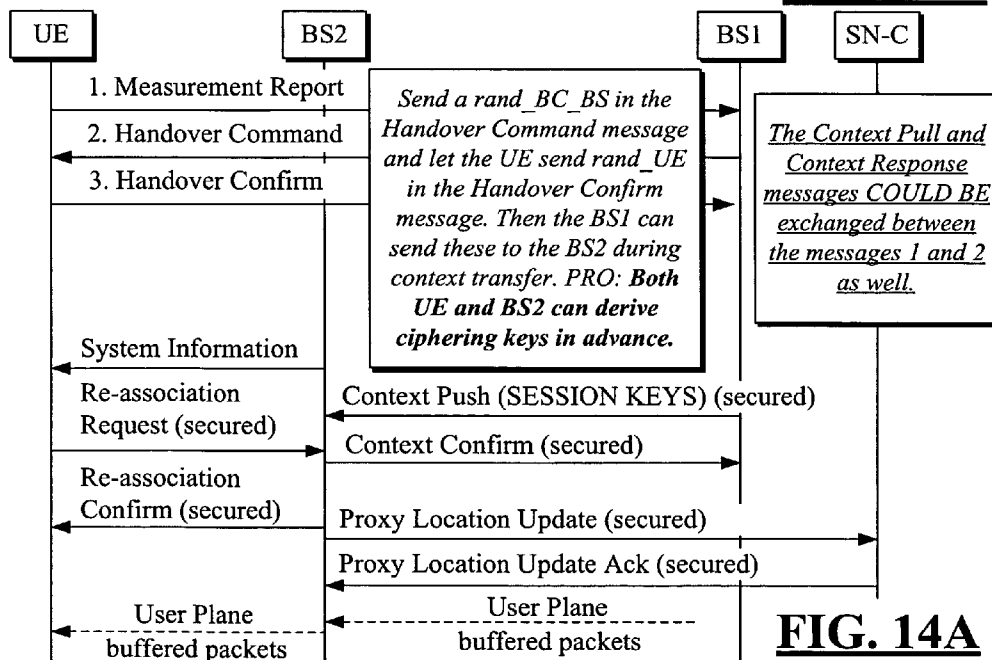 UE
BS2
BS1
SN-C
1. Measurement Report
2. Handover Command
3. Handover Confirm
Send a rand_BC_BS in the
Handover Command message
and let the UE send rand_UE
in the Handover Confirm
message. Then the BS1 can
send these to the BS2 during
context transfer. PRO: Both
UE and BS2 can derive
ciphering keys in advance.
The Context Pull and
Context Response
messages COULD BE
exchanged between
the messages 1 and 2
as well.
System Information
Re-association
Request (secured)
Context Push (SESSION KEYS) (secured)
Context Confirm (secured)
Re-association
Confirm (secured)
Proxy Location Update (secured)
Proxy Location Update Ack (secured)
User Plane
buffered packets
User Plane
buffered packets
FIG. 14A